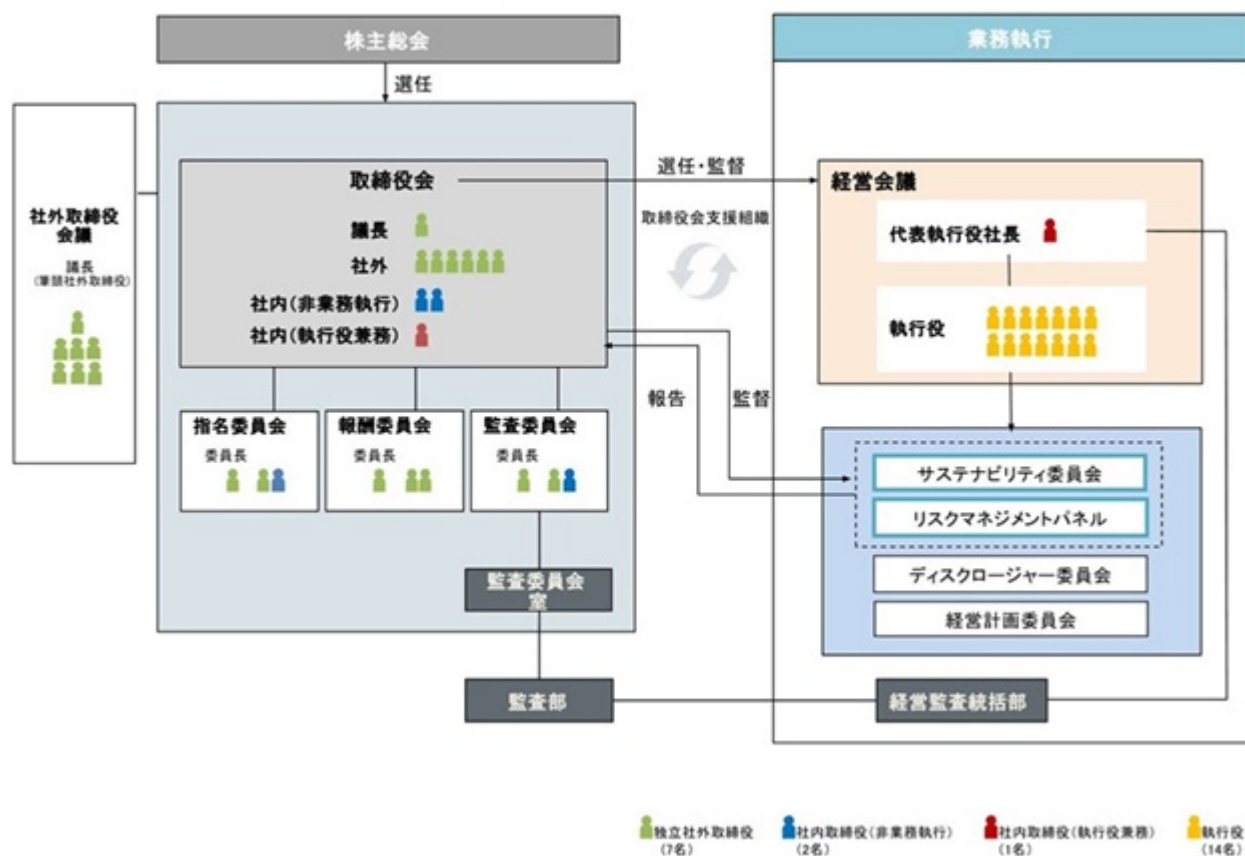 株主総会
業務執行
選任
社外取締役
会議
議長
(筆頭社外取締役)
取締役会
議長
社外
社内(非業務執行)
社内(執行役兼務)
選任・監督
取締役会支援組織
経営会議
代表執行役社長
執行役
報告
監督
指名委員会
委員長
報酬委員会
委員長
監査委員会
委員長
サステナビリティ委員会
リスクマネジメントパネル
ディスクロージャー委員会
経営計画委員会
監査委員会
室
監査部
経営監査統括部
独立社外取締役
(7名)
社内取締役(非業務執行)
(2名)
社内取締役(執行役兼務)
(1名)
執行役
(14名)